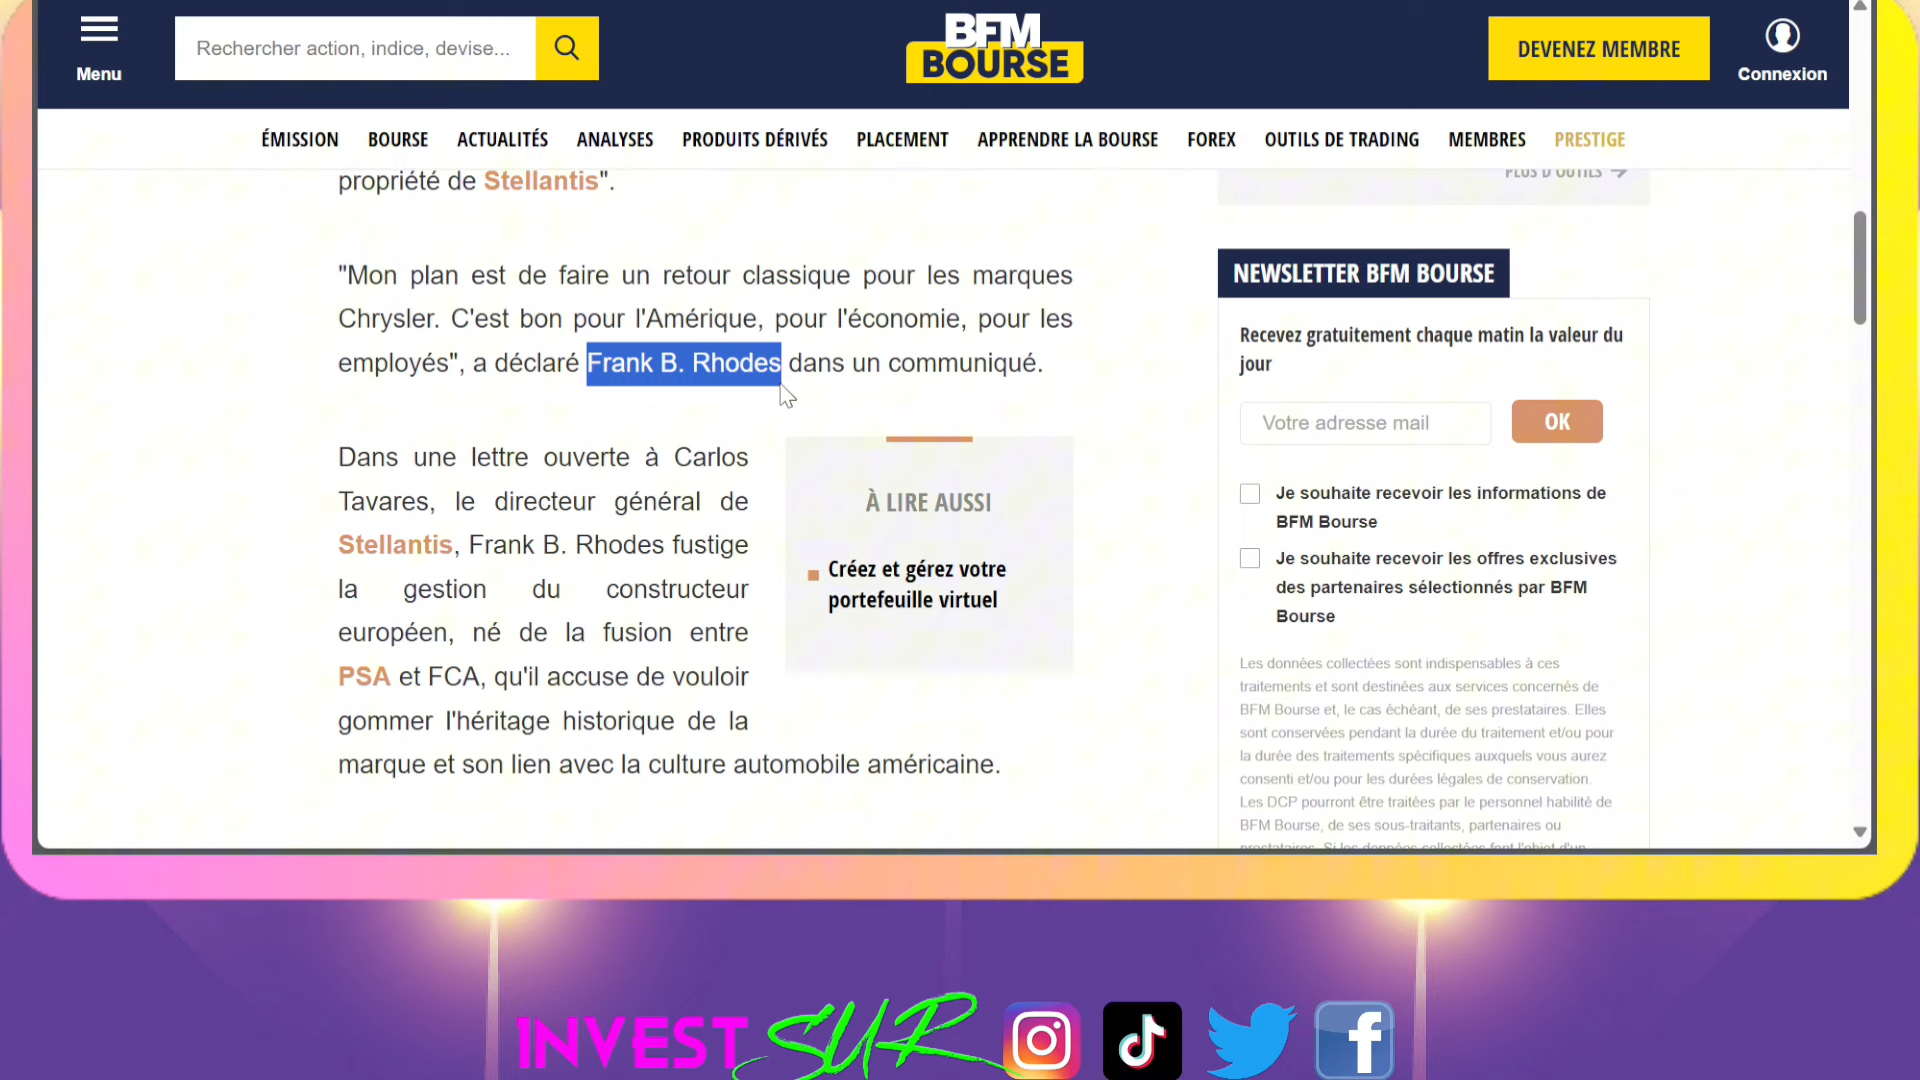 Menu
Rechercher action, indice, devise...
BFM
BOURSE
DEVENEZ MEMBRE
Connexion
ÉMISSION BOURSE ACTUALITÉS ANALYSES PRODUITS DÉRIVÉS PLACEMENT APPRENDRE LA BOURSE FOREX OUTILS DE TRADING MEMBRES PRESTIGE
propriété de Stellantis".
"Mon plan est de faire un retour classique pour les marques
Chrysler. C'est bon pour l'Amérique, pour l'économie, pour les
employés", a déclaré Frank B. Rhodes dans un communiqué.
Dans une lettre ouverte à Carlos
Tavares, le directeur général de
Stellantis, Frank B. Rhodes fustige
la gestion du constructeur
européen, né de la fusion entre
PSA et FCA, qu'il accuse de vouloir
gommer l'héritage historique de la
marque et son lien avec la culture automobile américaine.
À LIRE AUSSI
Créez et gérez votre
portefeuille virtuel
PLUS D'OUTILS
NEWSLETTER BFM BOURSE
Recevez gratuitement chaque matin la valeur du
jour
Votre adresse mail
OK
Je souhaite recevoir les informations de
BFM Bourse
Je souhaite recevoir les offres exclusives
des partenaires sélectionnés par BFM
Bourse
Les données collectées sont indispensables à ces
traitements et sont destinées aux services concernés de
BFM Bourse et, le cas échéant, de ses prestataires. Elles
sont conservées pendant la durée du traitement et/ou pour
la durée des traitements spécifiques auxquels vous aurez
consenti et/ou pour les durées légales de conservation.
Les DCP pourront être traitées par le personnel habilité de
BFM Bourse, de ses sous-traitants, partenaires ou
prestataires. Si les données collectées font l'objet d'un
INVEST SUR